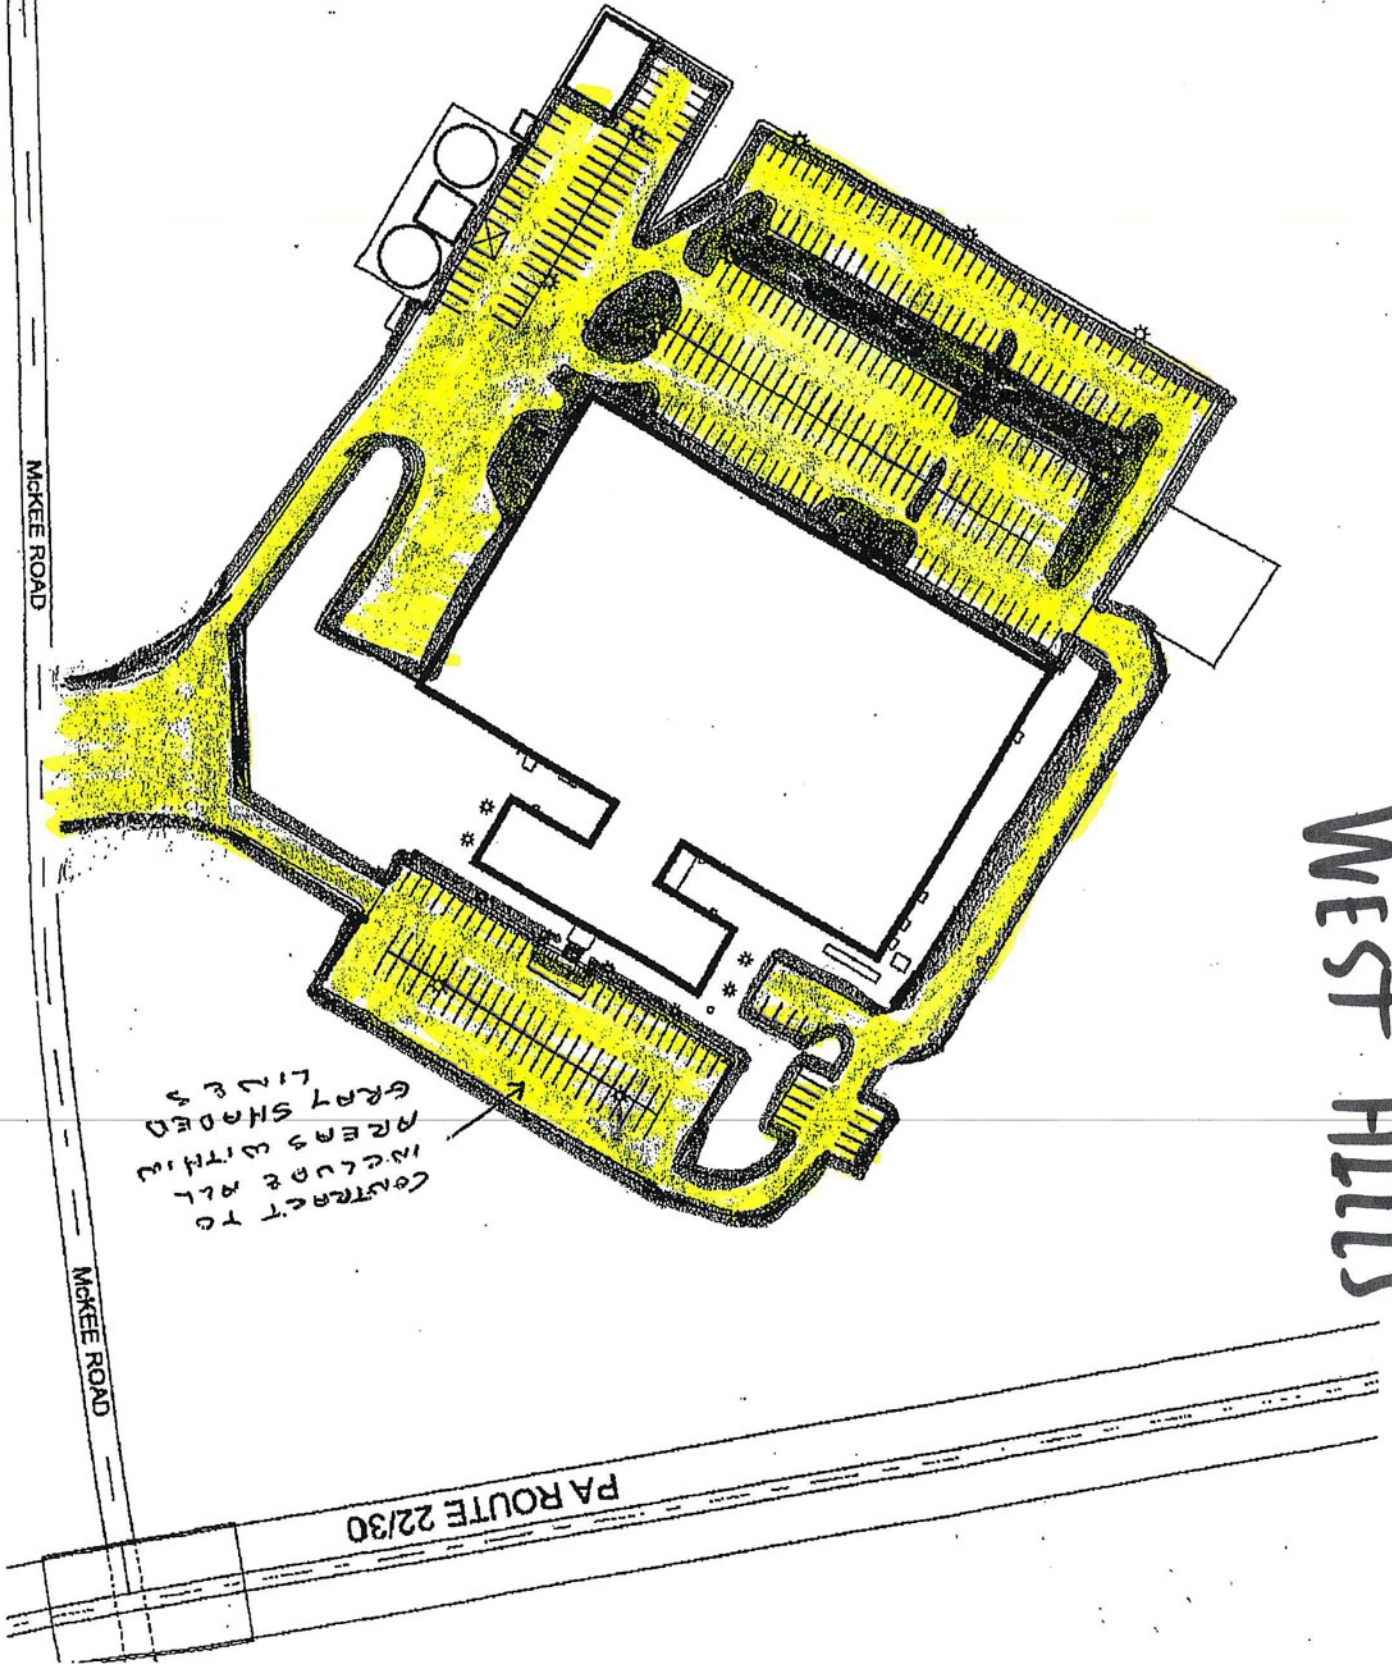 McKEE ROAD
WEST HILLS
CONTRACT TO
INCLUDE ALL
AREAS WITHIN
GRAY SHADED
LINES
McKEE ROAD
PA ROUTE 22/30